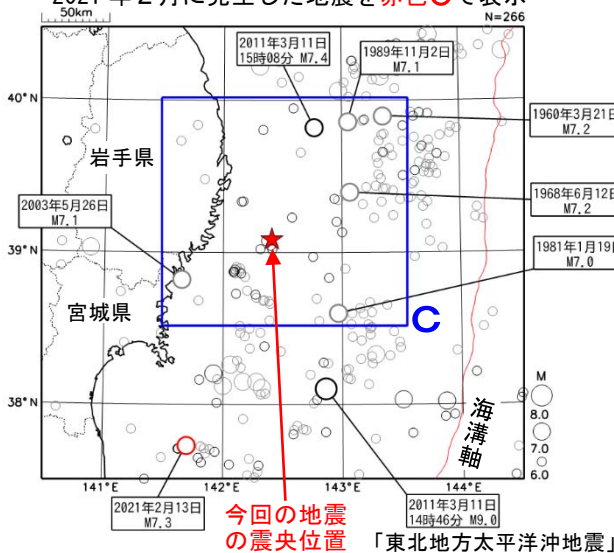 2021年2月に発生した地震を赤色○で表示
50km
N=266
2011年3月11日
15時08分 M7.4
1989年11月2日
M7.1
40°N
1960年3月21日
M7.2
岩手県
2003年5月26日
M7.1
1968年6月12日
M7.2
39°N
1981年1月19日
M7.0
宮城県
C
38°N
M
8.0
7.0
6.0
海溝軸
141°E
142°E
143°E
144°E
2021年2月13日
M7.3
今回の地震
の震央位置
2011年3月11日
14時46分 M9.0
「東北地方太平洋沖地震」